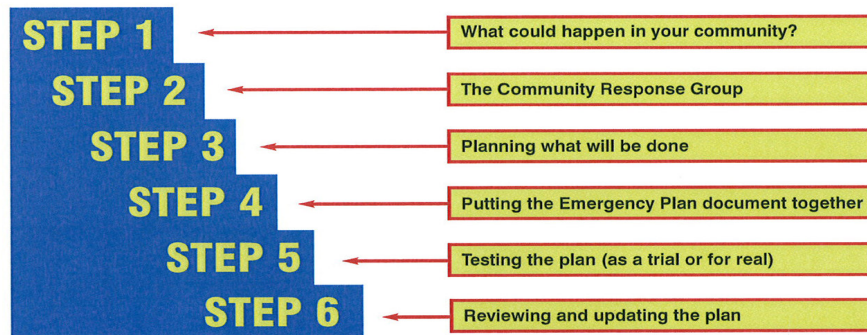 STEP 1
What could happen in your community?
STEP 2
The Community Response Group
STEP 3
Planning what will be done
STEP 4
Putting the Emergency Plan document together
STEP 5
Testing the plan (as a trial or for real)
STEP 6
Reviewing and updating the plan